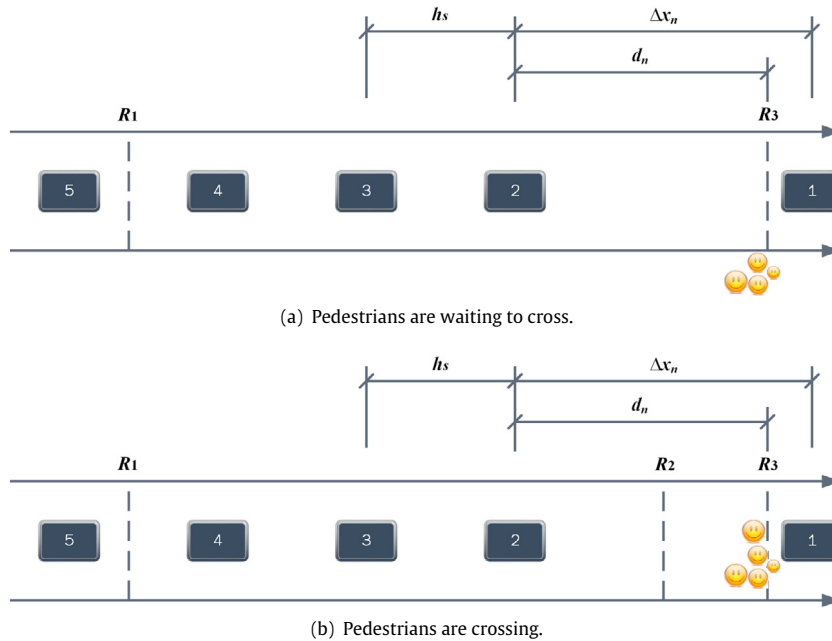 hs Δxn
dn
R1 R3
5 4 3 2 1
(a) Pedestrians are waiting to cross.
hs Δxn
dn
R1 R2 R3
5 4 3 2 1
(b) Pedestrians are crossing.